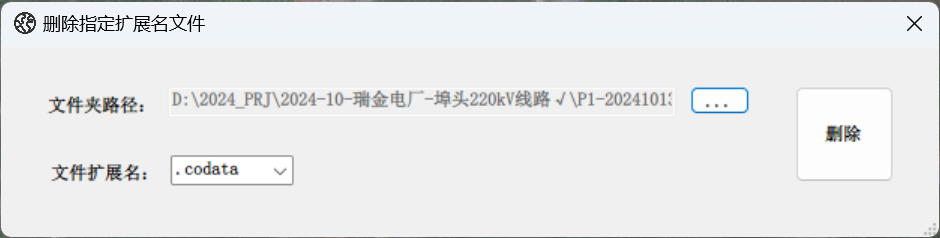 删除指定扩展名文件
文件夹路径： D:\2024_PRJ\2024-10-瑞金电厂-埠头220kV线路√\P1-20241013 ...
删除
文件扩展名： .codata